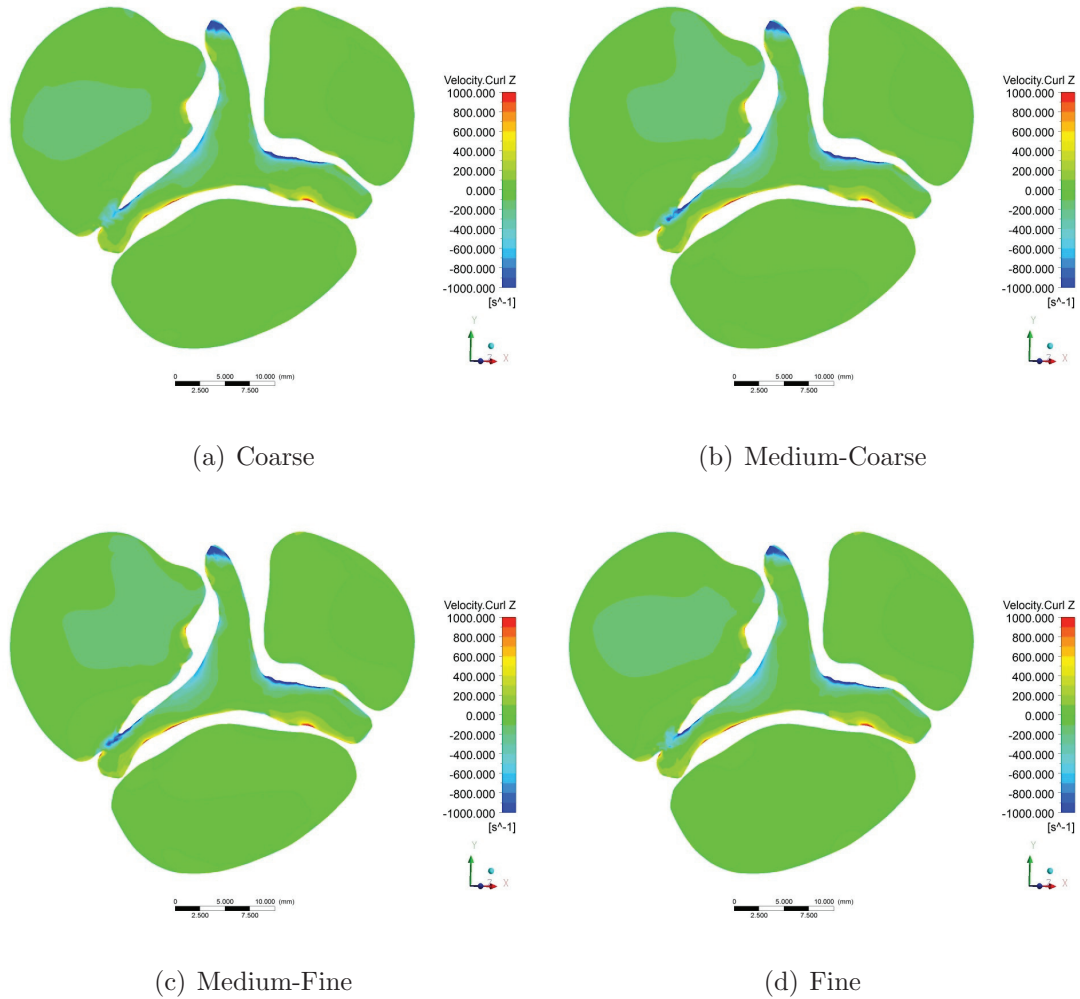 Velocity.Curl Z
1000.000
800.000
600.000
400.000
200.000
0.000
-200.000
-400.000
-600.000
-800.000
-1000.000
[s^-1]
Y
Z X
0 5.000 10.000 (mm)
2.500 7.500
(a) Coarse
Velocity.Curl Z
1000.000
800.000
600.000
400.000
200.000
0.000
-200.000
-400.000
-600.000
-800.000
-1000.000
[s^-1]
Y
Z X
0 5.000 10.000 (mm)
2.500 7.500
(b) Medium-Coarse
Velocity.Curl Z
1000.000
800.000
600.000
400.000
200.000
0.000
-200.000
-400.000
-600.000
-800.000
-1000.000
[s^-1]
Y
Z X
0 5.000 10.000 (mm)
2.500 7.500
(c) Medium-Fine
Velocity.Curl Z
1000.000
800.000
600.000
400.000
200.000
0.000
-200.000
-400.000
-600.000
-800.000
-1000.000
[s^-1]
Y
Z X
0 5.000 10.000 (mm)
2.500 7.500
(d) Fine